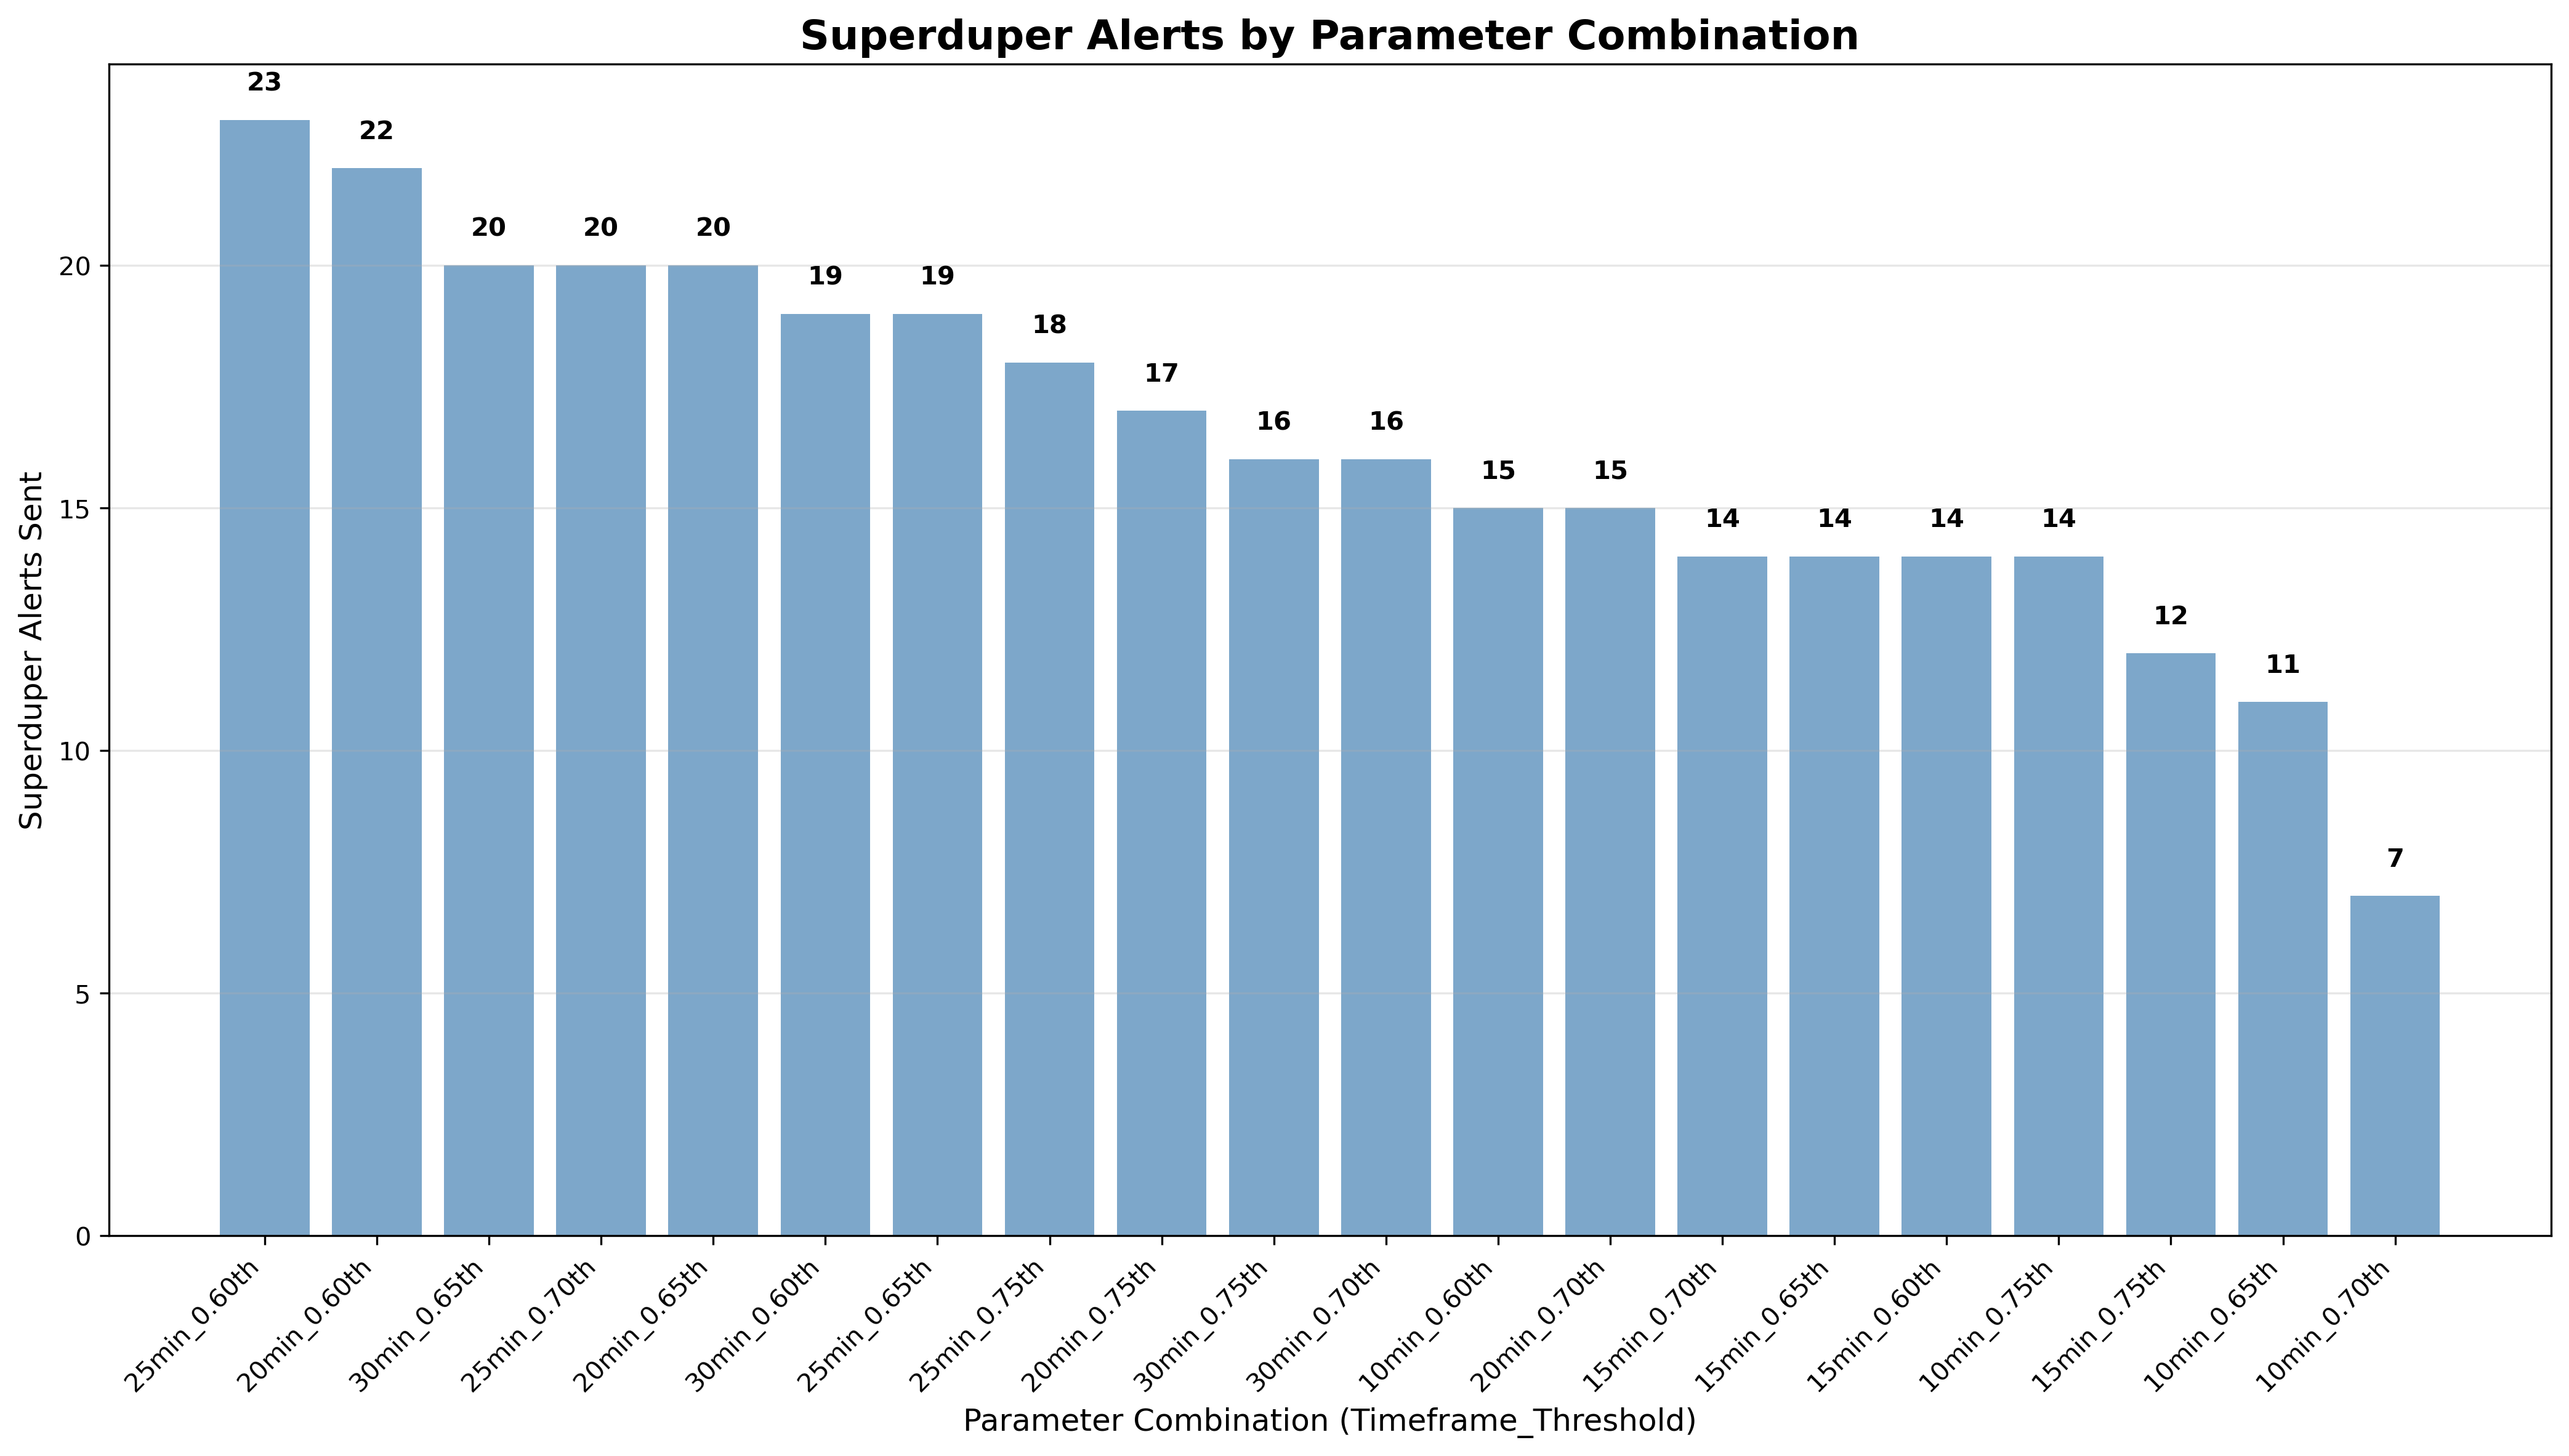 Superduper Alerts by Parameter Combination
23
22
20
20
20
19
19
18
17
16
16
15
15
14
14
14
14
12
11
7
Superduper Alerts Sent
20
15
10
5
0
25min_0.60th
20min_0.60th
30min_0.65th
25min_0.70th
20min_0.65th
30min_0.60th
25min_0.65th
25min_0.75th
20min_0.75th
30min_0.75th
30min_0.70th
10min_0.60th
20min_0.70th
15min_0.70th
15min_0.65th
15min_0.60th
10min_0.75th
15min_0.75th
10min_0.65th
10min_0.70th
Parameter Combination (Timeframe_Threshold)